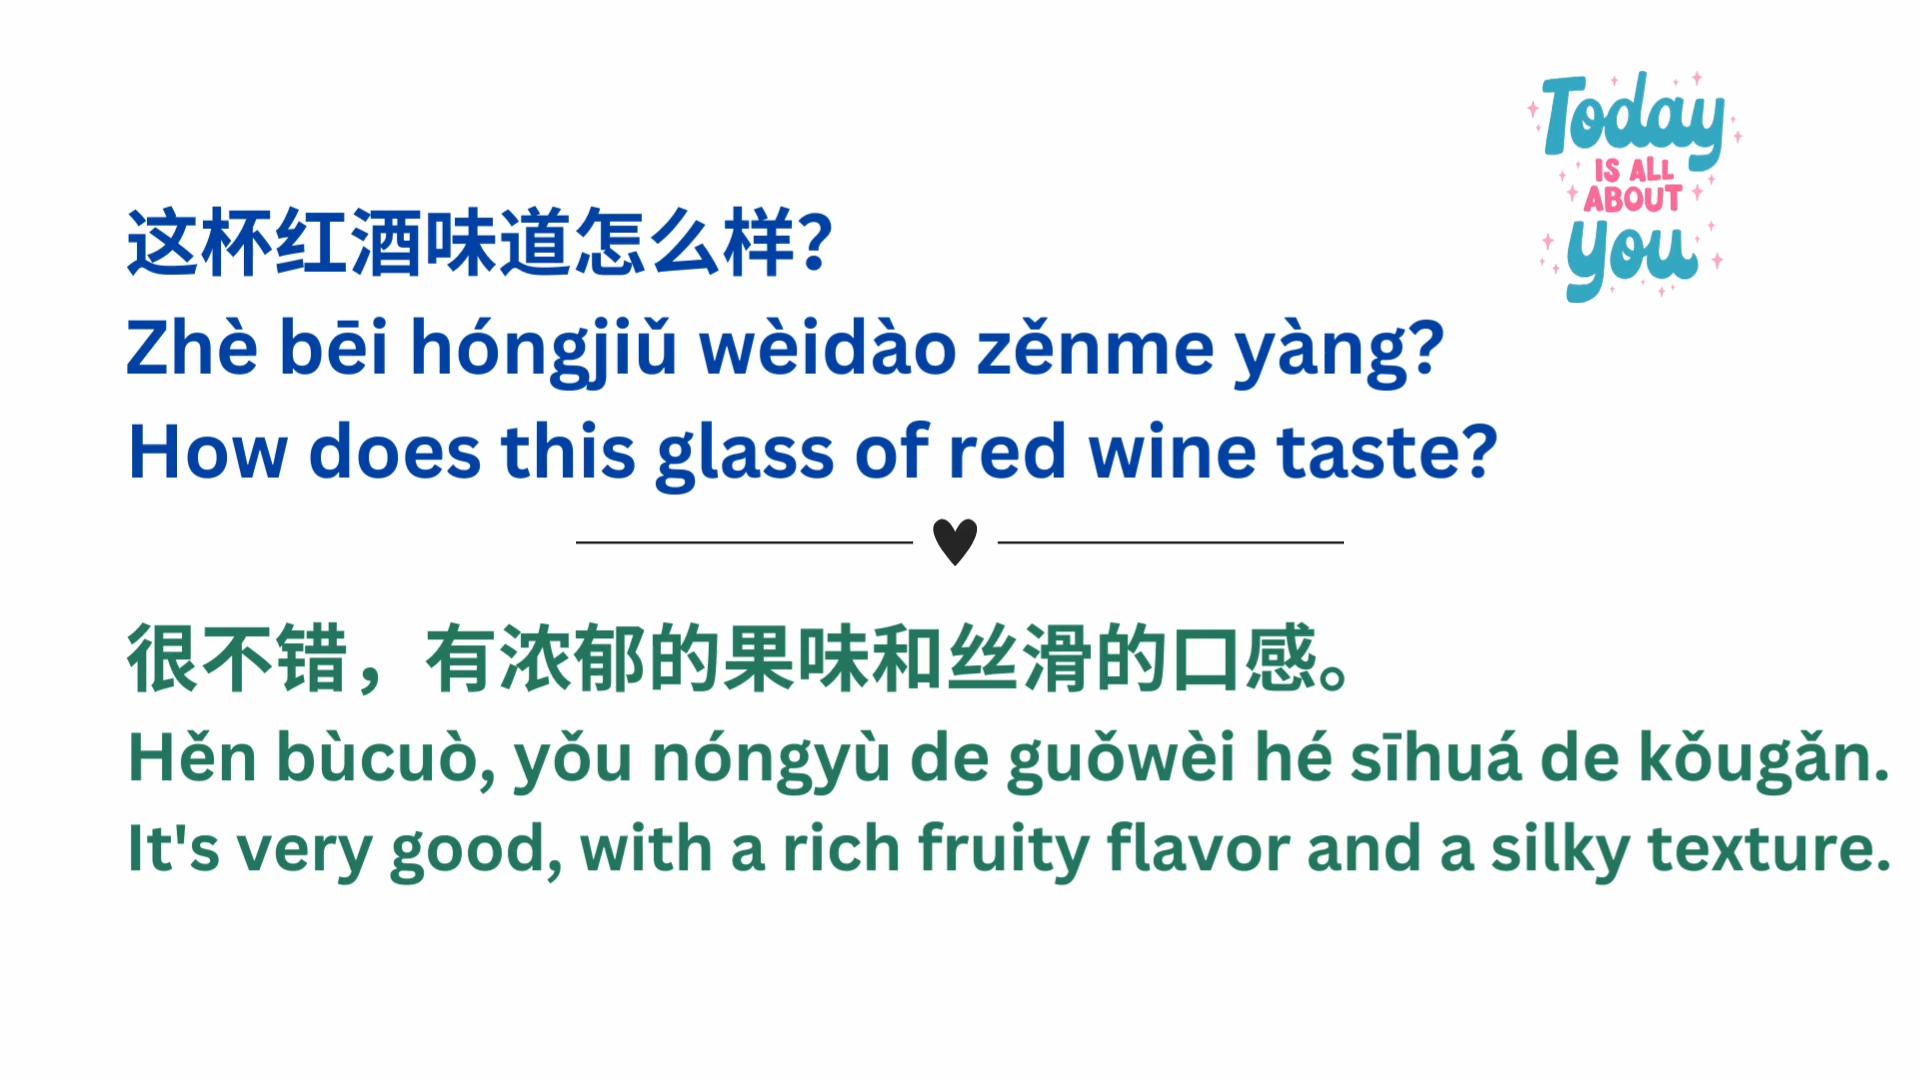 这杯红酒味道怎么样？
Zhè bēi hóngjiǔ wèidào zěnme yàng?
How does this glass of red wine taste?
很不错，有浓郁的果味和丝滑的口感。
Hěn bùcuò, yǒu nóngyù de guǒwèi hé sīhuá de kǒugǎn.
It's very good, with a rich fruity flavor and a silky texture.
Today
IS ALL
ABOUT
you